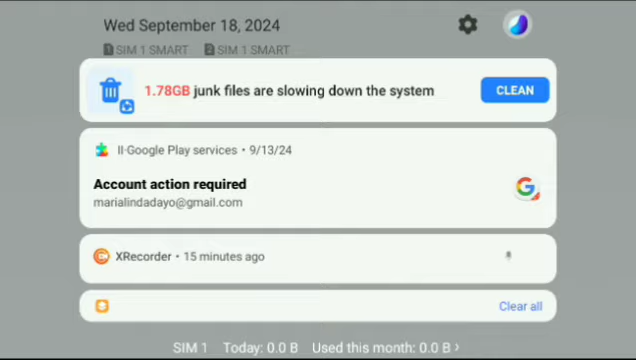 Wed September 18, 2024
1 SIM 1 SMART 2 SIM 1 SMART
1.78GB junk files are slowing down the system
CLEAN
II·Google Play services • 9/13/24
Account action required
marialindadayo@gmail.com
XRecorder • 15 minutes ago
Clear all
SIM 1 Today: 0.0 B Used this month: 0.0 B